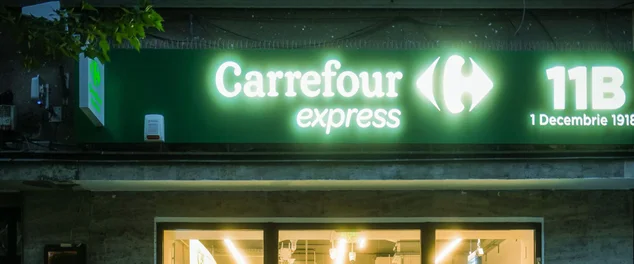 Carrefour
express
11B
1 Decembrie 1918